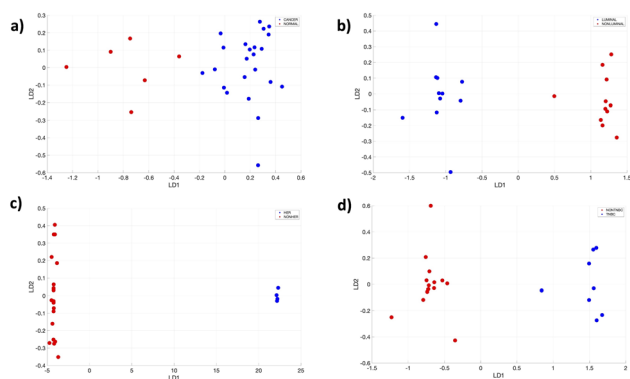 a)
CANCER
NORMAL
0.3
0.2
0.1
0
-0.1
-0.2
-0.3
-0.4
-0.5
-0.6
LD2
-1.4 -1.2 -1 -0.8 -0.6 -0.4 -0.2 0 0.2 0.4 0.6
LD1
b)
LUMINAL
NONLUMINAL
0.5
0.4
0.3
0.2
0.1
0
-0.1
-0.2
-0.3
-0.4
-0.5
LD2
-2 -1.5 -1 -0.5 0 0.5 1 1.5
LD1
c)
HER
NONHER
0.5
0.4
0.3
0.2
0.1
0
-0.1
-0.2
-0.3
-0.4
LD2
-5 0 5 10 15 20 25
LD1
d)
NONTNBC
TNBC
0.6
0.4
0.2
0
-0.2
-0.4
-0.6
LD2
-1.5 -1 -0.5 0 0.5 1 1.5 2
LD1